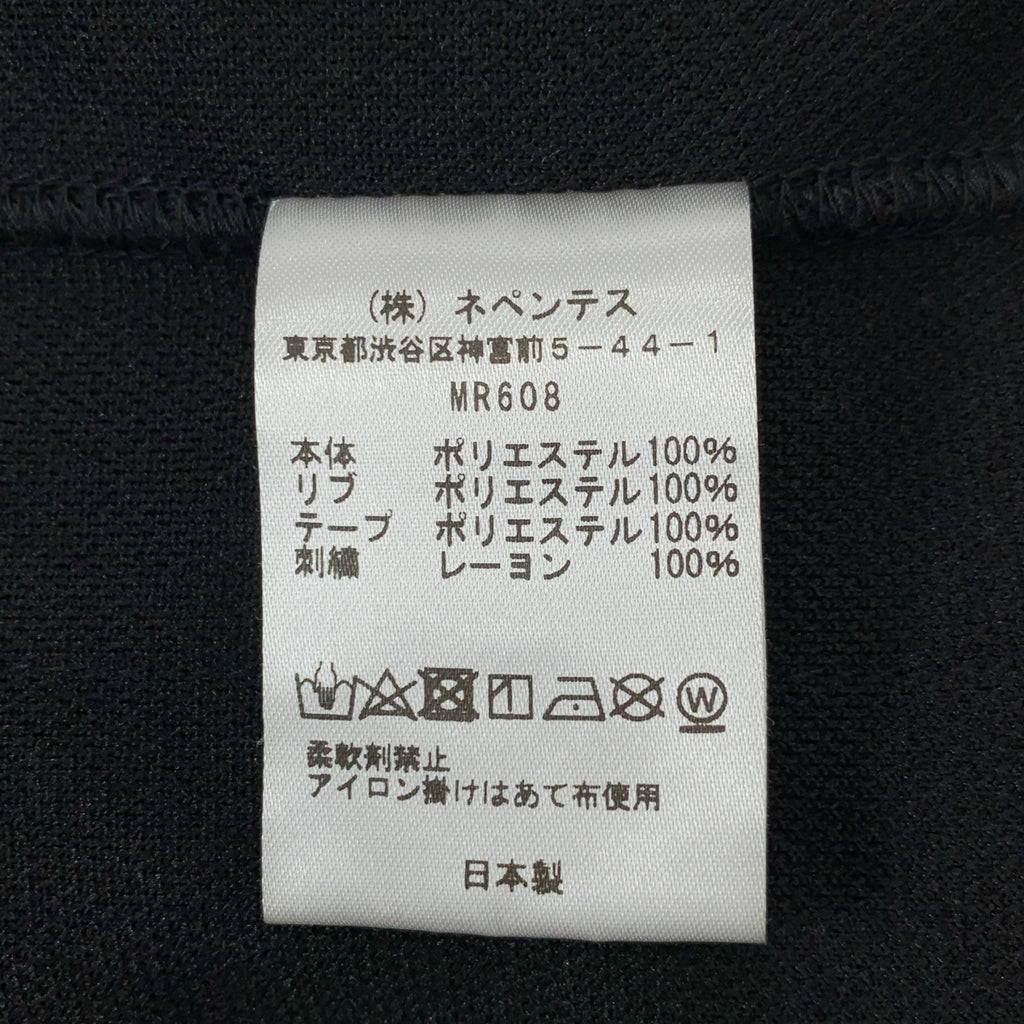 (株) ネペンテス
東京都渋谷区神宮前5-44-1
MR608
本体 ポリエステル100%
リブ ポリエステル100%
テープ ポリエステル100%
刺繍 レーヨン 100%
W
柔軟剤禁止
アイロン掛けはあて布使用
日本製